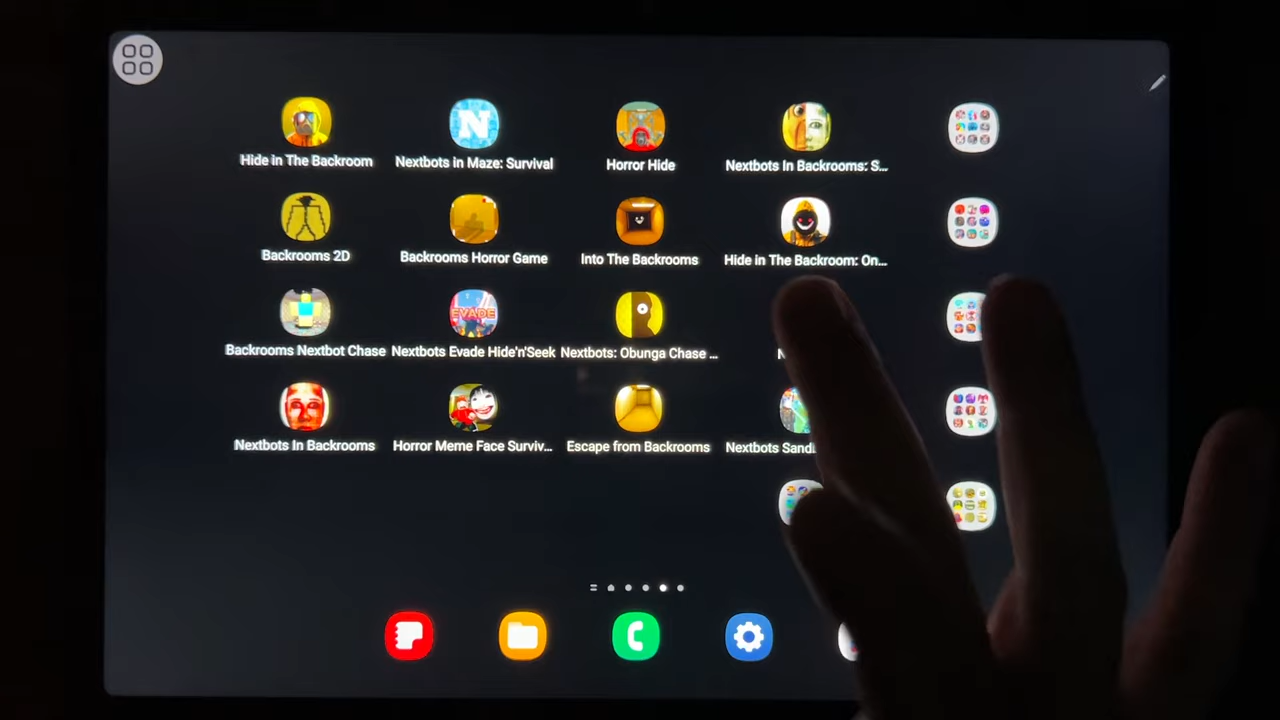 Hide in The Backroom
Nextbots in Maze: Survival
Horror Hide
Nextbots In Backrooms: S...
Backrooms 2D
Backrooms Horror Game
Into The Backrooms
Hide in The Backroom: On...
Backrooms Nextbot Chase
Nextbots Evade Hide'n'Seek
Nextbots: Obunga Chase ...
Nextbots In Backrooms
Horror Meme Face Surviv...
Escape from Backrooms
Nextbots
N
EVADE